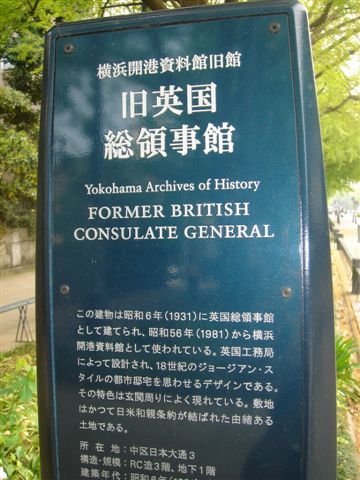 横浜開港資料館旧館
旧英国
総領事館
Yokohama Archives of History
FORMER BRITISH
CONSULATE GENERAL
この建物は昭和6年(1931)に英国総領事館
として建てられ、昭和56年(1981)から横浜
開港資料館として使われている。英国工務局
によって設計され、18世紀のジョージアン・ス
タイルの都市邸宅を思わせるデザインである。
その特色は玄関周りによく現れている。敷地
はかつて日米和親条約が結ばれた由緒ある
土地である。
所在地：中区日本大通3
構造・規模：RC造3階、地下1階
建築年代：昭和6年(193